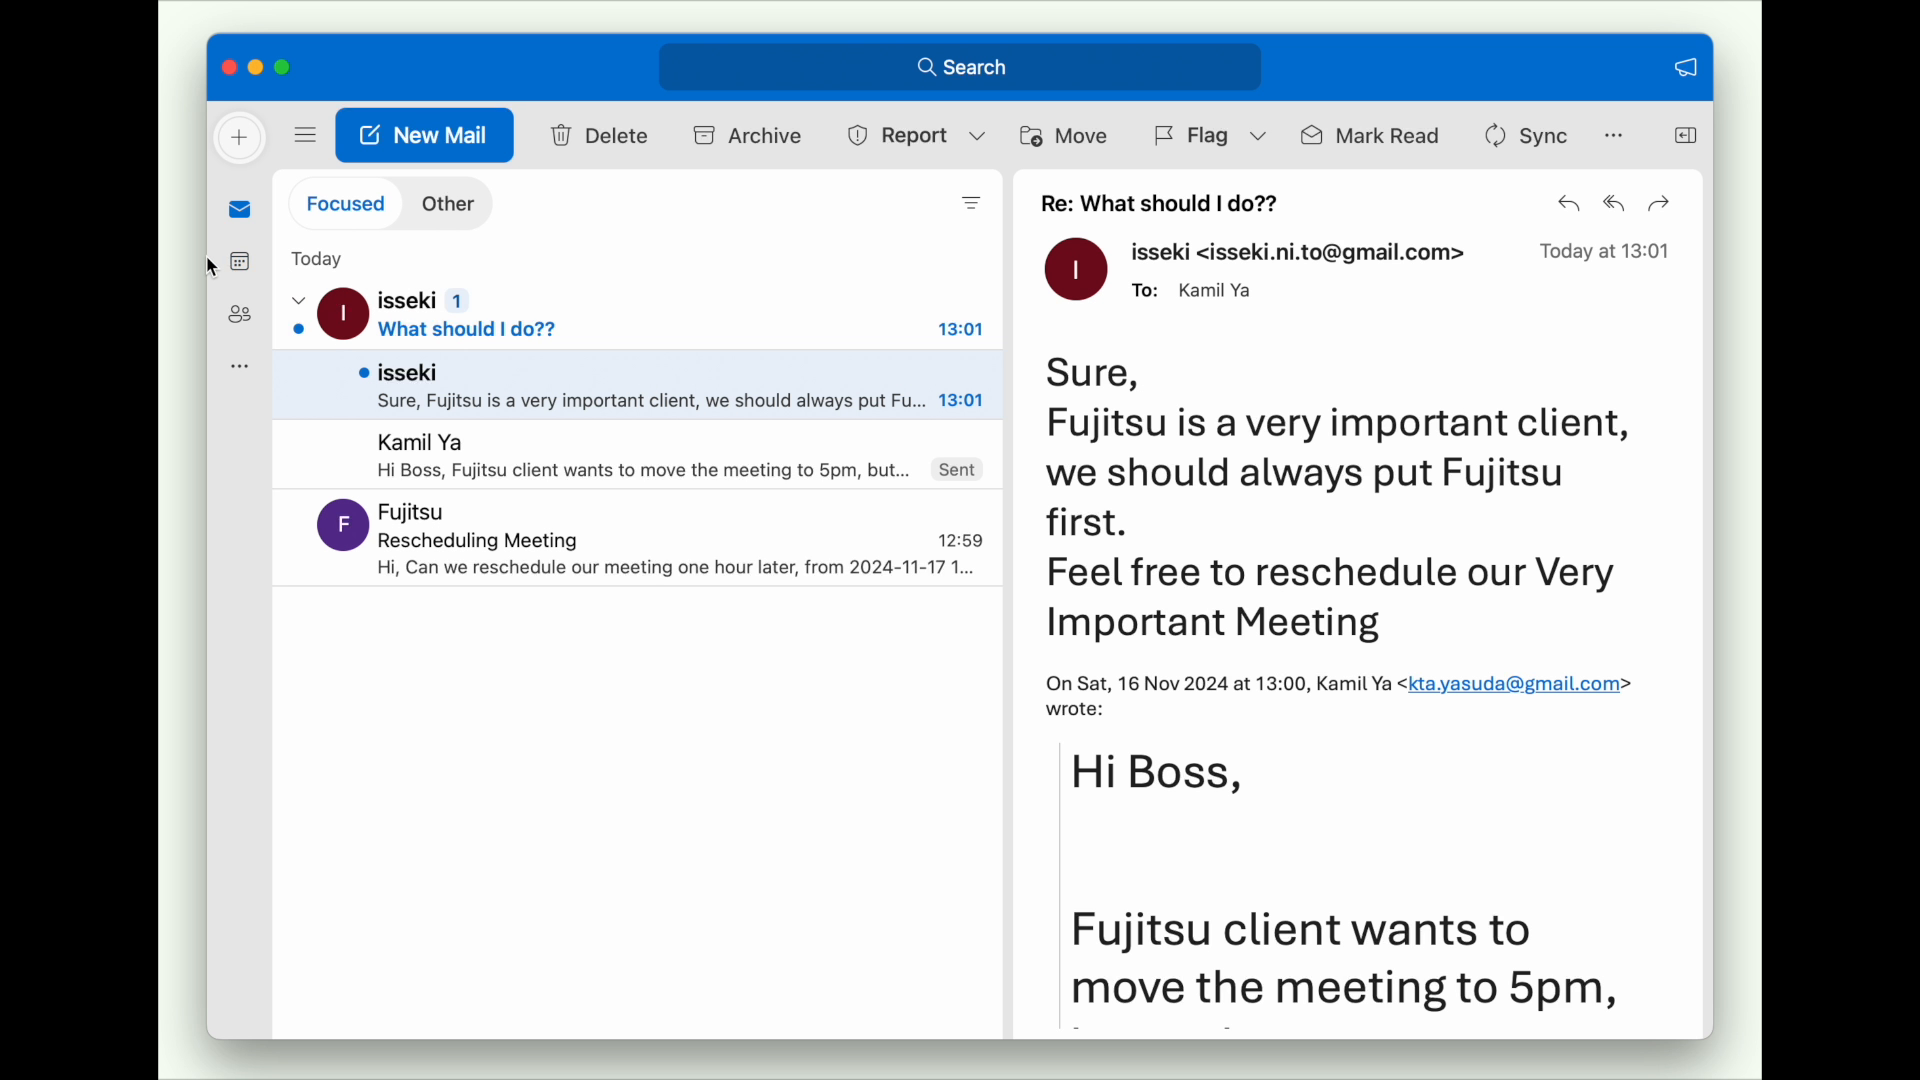 Search
New Mail
Delete
Archive
Report
Move
Flag
Mark Read
Sync
Focused
Other
Today
I
isseki 1
What should I do??
13:01
isseki
Sure, Fujitsu is a very important client, we should always put Fu...
13:01
Kamil Ya
Hi Boss, Fujitsu client wants to move the meeting to 5pm, but...
Sent
F
Fujitsu
Rescheduling Meeting
12:59
Hi, Can we reschedule our meeting one hour later, from 2024-11-17 1...
Re: What should I do??
I
isseki <isseki.ni.to@gmail.com>
Today at 13:01
To: Kamil Ya
Sure,
Fujitsu is a very important client,
we should always put Fujitsu
first.
Feel free to reschedule our Very
Important Meeting
On Sat, 16 Nov 2024 at 13:00, Kamil Ya <kta.yasuda@gmail.com>
wrote:
Hi Boss,
Fujitsu client wants to
move the meeting to 5pm,